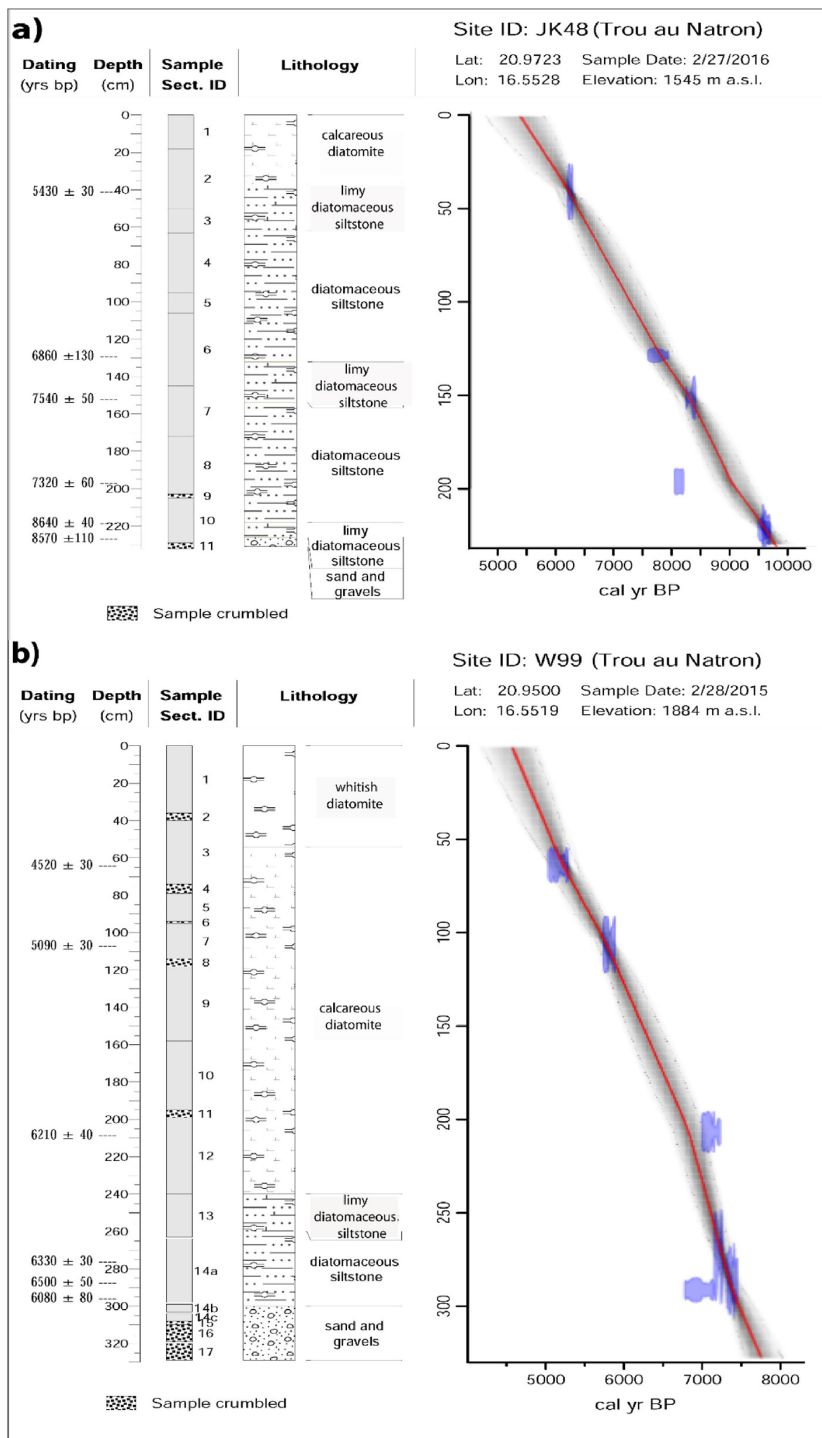 a)
Site ID: JK48 (Trou au Natron)
Lat: 20.9723 Sample Date: 2/27/2016
Lon: 16.5528 Elevation: 1545 m a.s.l.
Dating Depth Sample Lithology
(yrs bp) (cm) Sect. ID
0
20
40
60
80
100
120
140
160
180
200
220
5430 ± 30 ----
6860 ±130 ----
7540 ± 50 ----
7320 ± 60 ----
8640 ± 40 ----
8570 ±110 ----
1
2
3
4
5
6
7
8
9
10
11
calcareous
diatomite
limy
diatomaceous
siltstone
diatomaceous
siltstone
limy
diatomaceous
siltstone
diatomaceous
siltstone
limy
diatomaceous
siltstone
sand and
gravels
Sample crumbled
0
50
100
150
200
5000 6000 7000 8000 9000 10000
cal yr BP
b)
Site ID: W99 (Trou au Natron)
Lat: 20.9500 Sample Date: 2/28/2015
Lon: 16.5519 Elevation: 1884 m a.s.l.
Dating Depth Sample Lithology
(yrs bp) (cm) Sect. ID
0
20
40
60
80
100
120
140
160
180
200
220
240
260
280
300
320
4520 ± 30 ----
5090 ± 30 ----
6210 ± 40 ----
6330 ± 30 ----
6500 ± 50 ----
6080 ± 80 ----
1
2
3
4
5
6
7
8
9
10
11
12
13
14a
14b
14c
15
16
17
whitish
diatomite
calcareous
diatomite
limy
diatomaceous
siltstone
diatomaceous
siltstone
sand and
gravels
Sample crumbled
0
50
100
150
200
250
300
5000 6000 7000 8000
cal yr BP